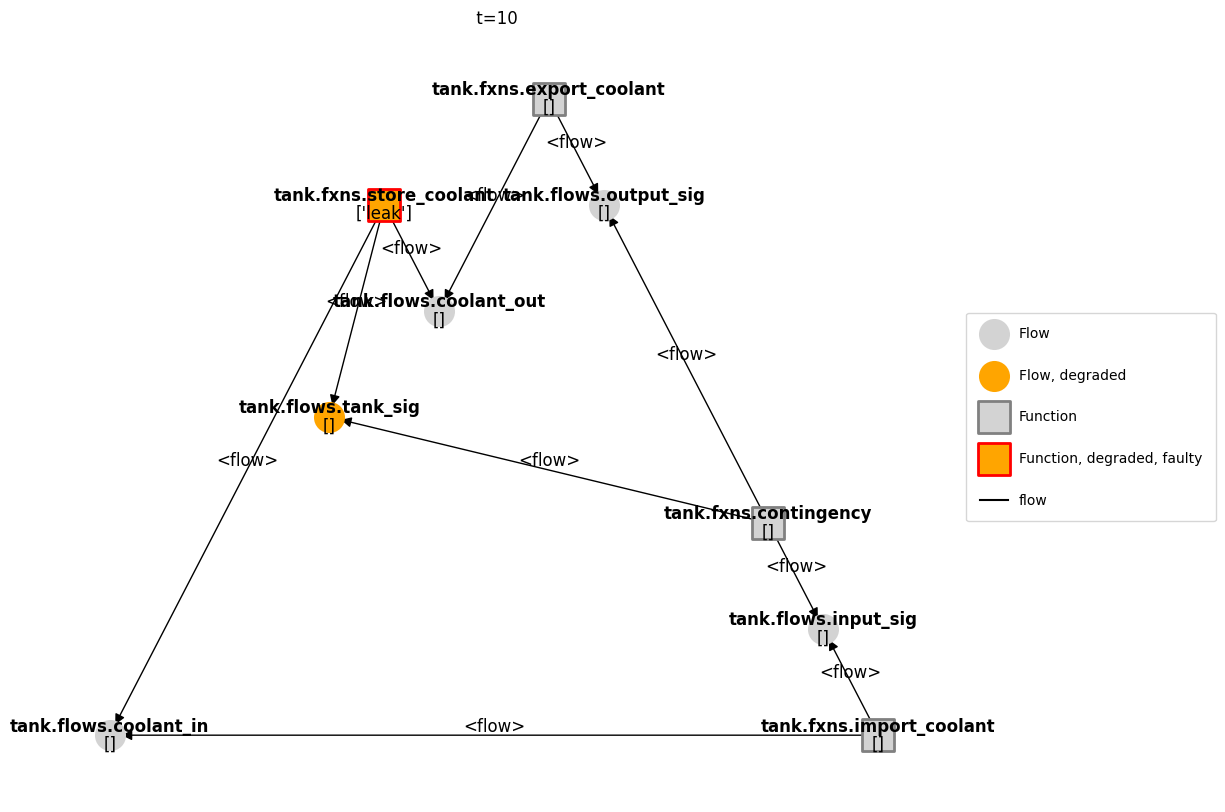 t=10
tank.fxns.export_coolant
[]
<flow>
tank.fxns.store_coolant
['leak']
<flow>
tank.flows.output_sig
[]
<flow>
<flow>
tank.flows.coolant_out
[]
<flow>
tank.flows.tank_sig
[]
<flow>
<flow>
tank.fxns.contingency
[]
<flow>
tank.flows.input_sig
[]
<flow>
tank.flows.coolant_in
[]
<flow>
tank.fxns.import_coolant
[]
Flow
Flow, degraded
Function
Function, degraded, faulty
flow